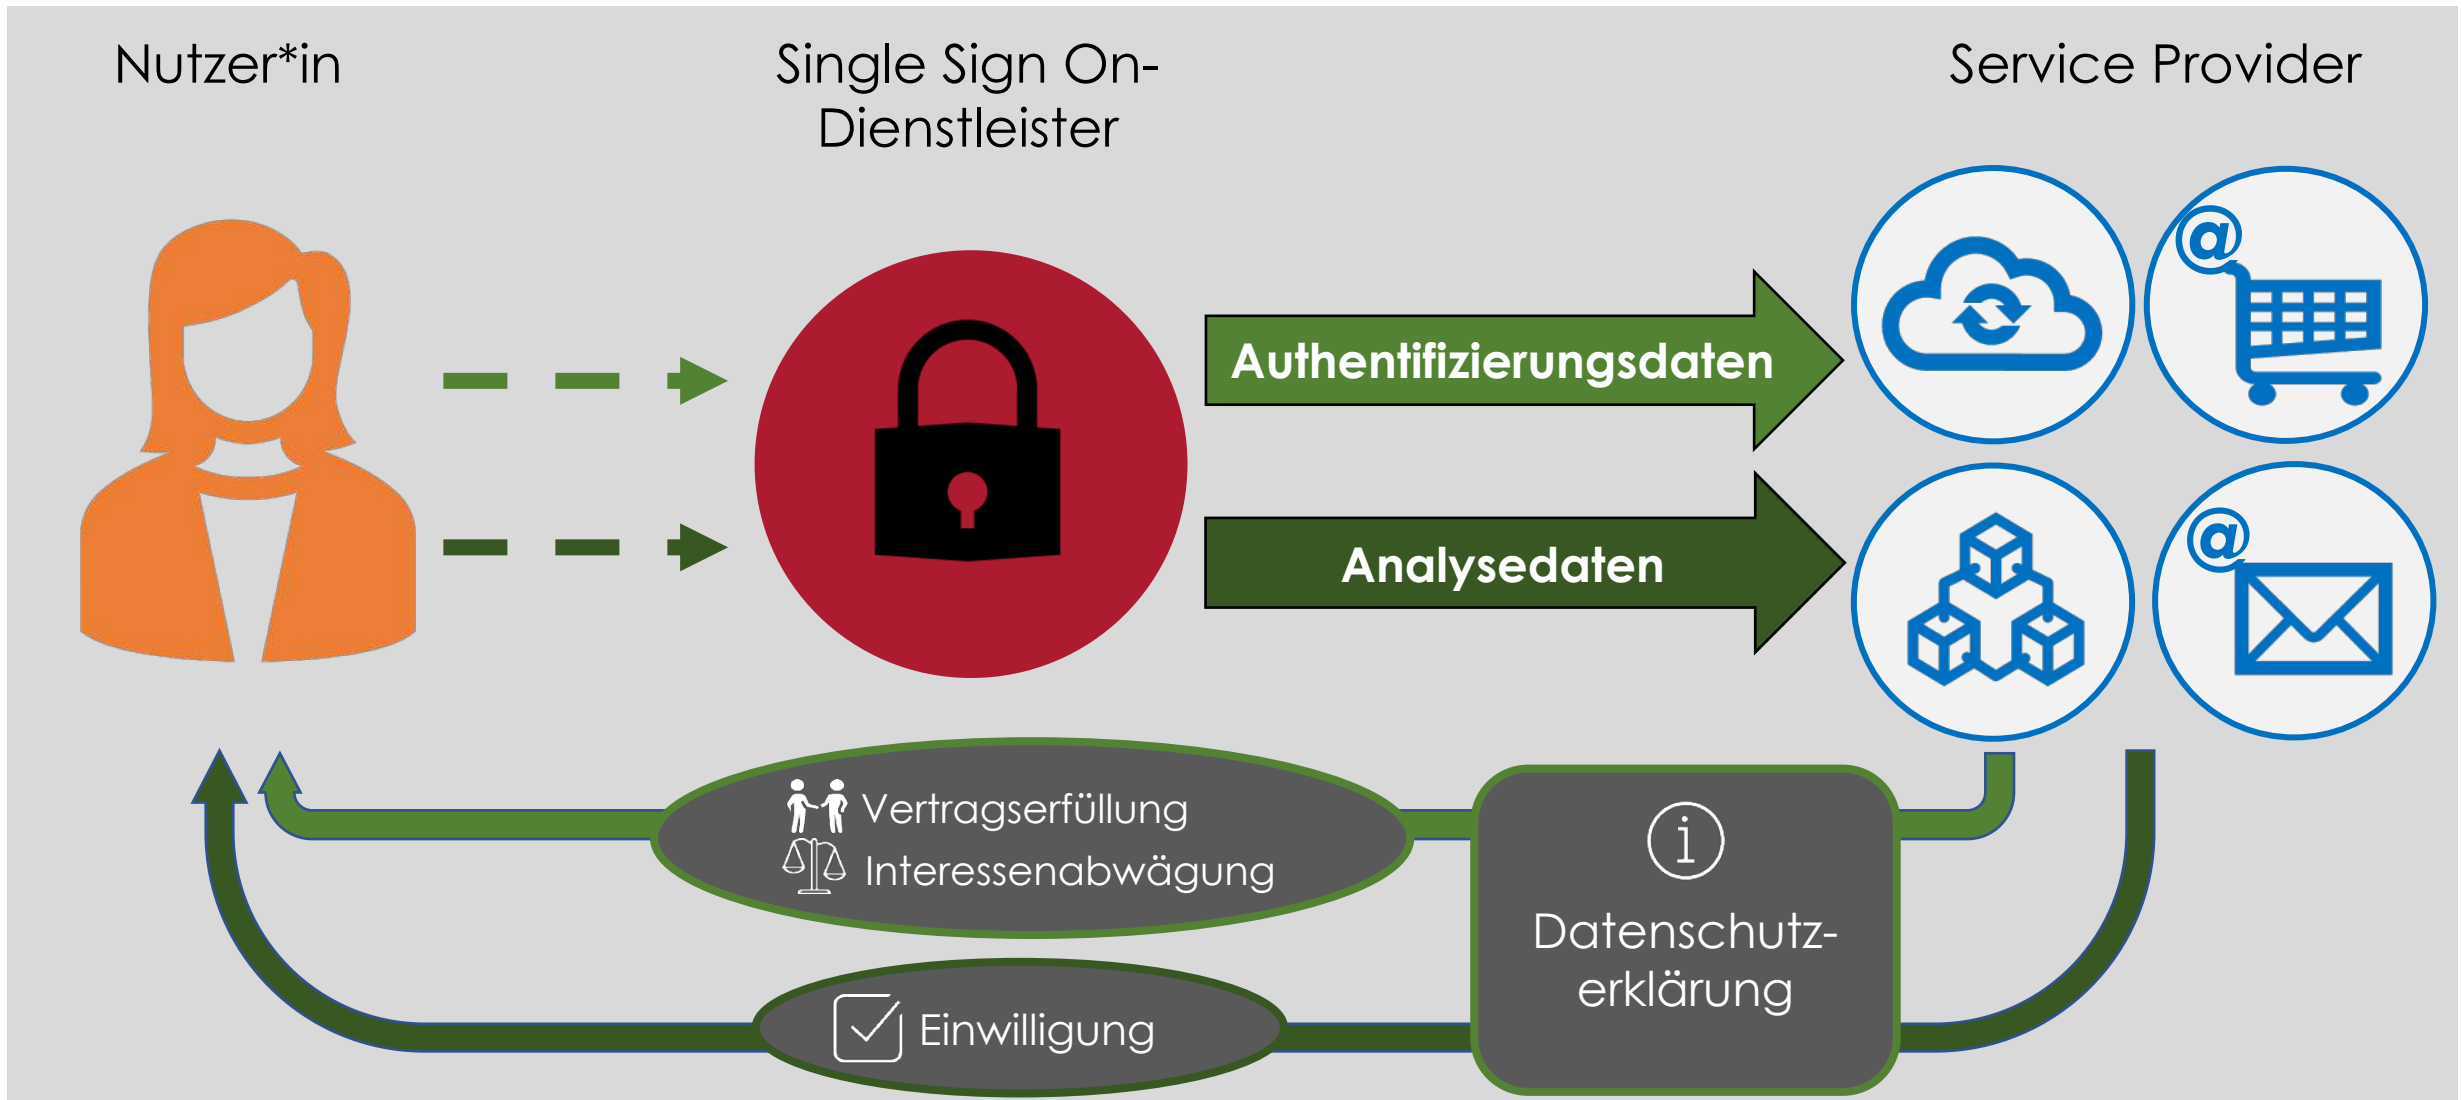 Nutzer*in
Single Sign On-
Dienstleister
Service Provider
Authentifizierungsdaten
Analysedaten
@
@
Vertragserfüllung
Interessenabwägung
Einwilligung
i
Datenschutz-
erklärung